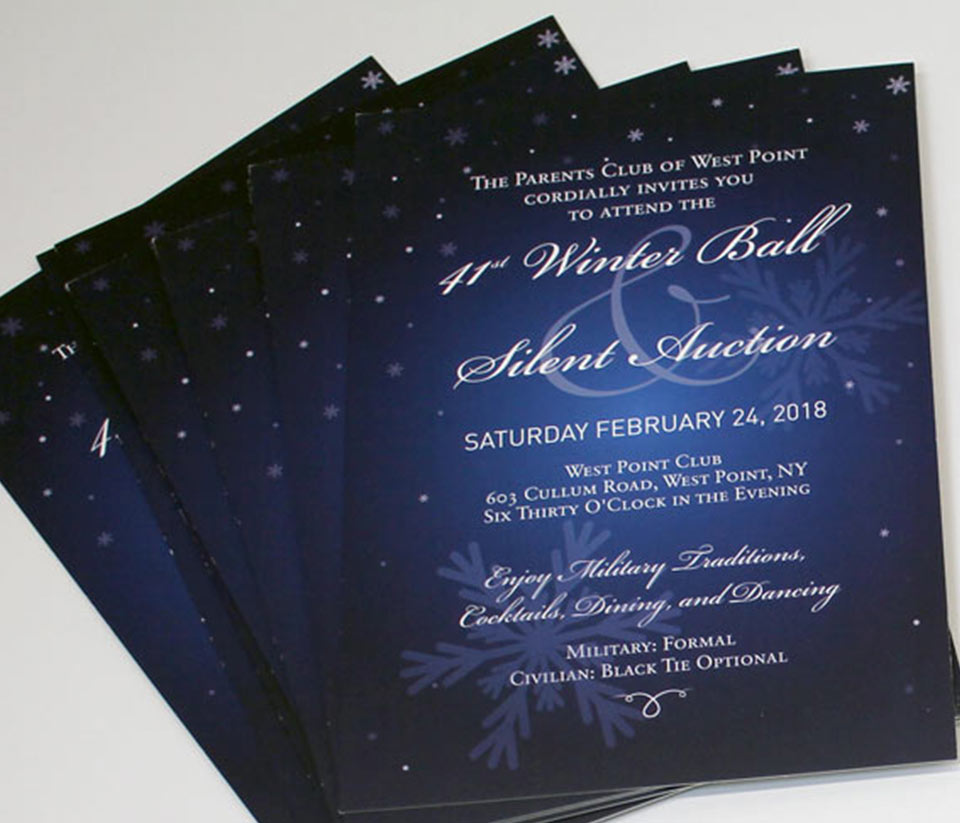 The Parents Club of West Point
cordially invites you
to attend the
41st Winter Ball
&
Silent Auction
SATURDAY FEBRUARY 24, 2018
West Point Club
603 Cullum Road, West Point, NY
Six Thirty O'Clock in the Evening
Enjoy Military Traditions,
Cocktails, Dining, and Dancing
Military: Formal
Civilian: Black Tie Optional
Th
4